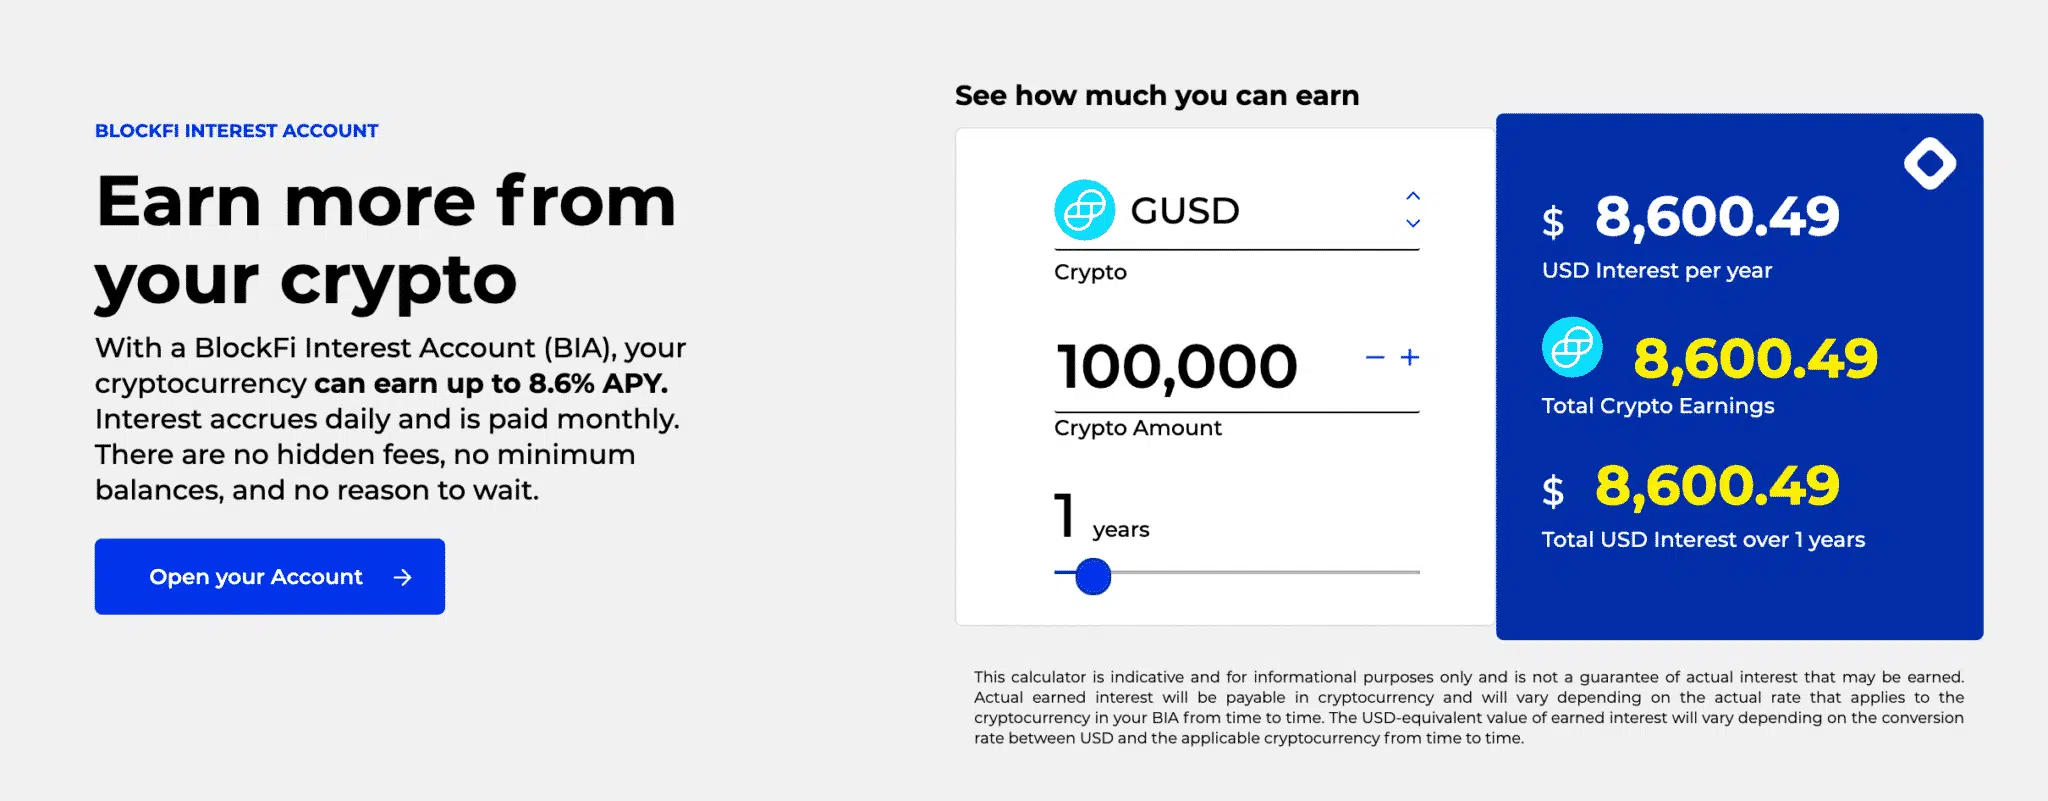 BLOCKFI INTEREST ACCOUNT
Earn more from
your crypto
With a BlockFi Interest Account (BIA), your
cryptocurrency can earn up to 8.6% APY.
Interest accrues daily and is paid monthly.
There are no hidden fees, no minimum
balances, and no reason to wait.
Open your Account →
See how much you can earn
GUSD
Crypto
100,000 − +
Crypto Amount
1 years
$ 8,600.49
USD Interest per year
8,600.49
Total Crypto Earnings
$ 8,600.49
Total USD Interest over 1 years
This calculator is indicative and for informational purposes only and is not a guarantee of actual interest that may be earned.
Actual earned interest will be payable in cryptocurrency and will vary depending on the actual rate that applies to the
cryptocurrency in your BIA from time to time. The USD-equivalent value of earned interest will vary depending on the conversion
rate between USD and the applicable cryptocurrency from time to time.